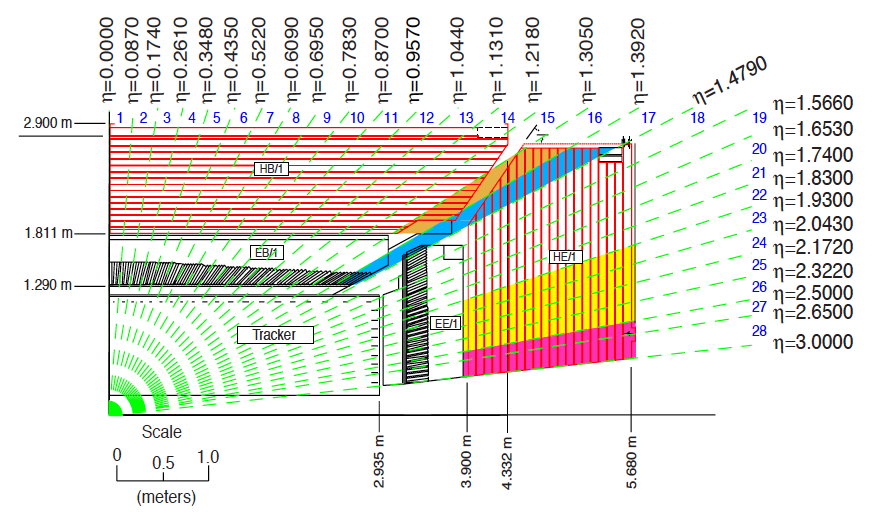 η=0.0000
η=0.0870
η=0.1740
η=0.2610
η=0.3480
η=0.4350
η=0.5220
η=0.6090
η=0.6950
η=0.7830
η=0.8700
η=0.9570
η=1.0440
η=1.1310
η=1.2180
η=1.3050
η=1.3920
η=1.4790
1 2 3 4 5 6 7 8 9 10 11 12 13 14 15 16 17 18 19
η=1.5660
η=1.6530
20 η=1.7400
21 η=1.8300
22 η=1.9300
23 η=2.0430
24 η=2.1720
25 η=2.3220
26 η=2.5000
27 η=2.6500
28 η=3.0000
2.900 m
HB/1
1.811 m
EB/1
HE/1
1.290 m
Tracker
EE/1
2.935 m
3.900 m
4.332 m
5.680 m
Scale
0 0.5 1.0
(meters)